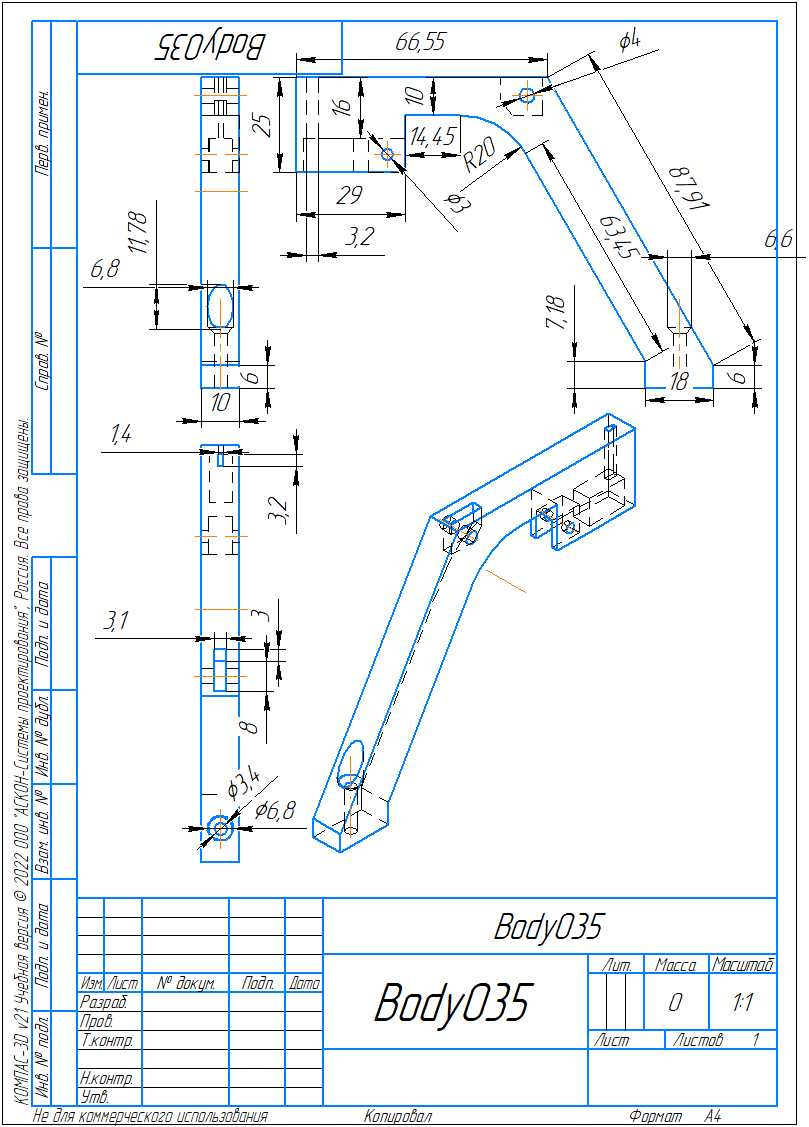 Body035
66,55
ϕ4
25
16
10
14,45
R20
ϕ3
29
3,2
87,91
63,45
6,6
7,18
18
6
11,78
6,8
6
10
1,4
3,2
3,1
3
8
ϕ3,4
ϕ6,8
Перв. примен.
Справ. №
Подп. и дата
Инв. № дубл.
Взам. инв. №
Подп. и дата
Инв. № подл.
КОМПАС-3D v21 Учебная версия © 2022 ООО "АСКОН-Системы проектирования", Россия. Все права защищены.
Body035
Изм. Лист № докум. Подп. Дата
Разраб.
Пров.
Т.контр.
Н.контр.
Утв.
Body035
Лит. Масса Масштаб
0 1:1
Лист Листов 1
Не для коммерческого использования Копировал Формат А4